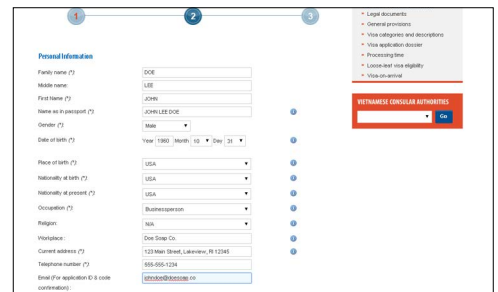 1 2 3
Personal Information
Family name (*): DOE
Middle name: LEE
First Name (*): JOHN
Name as in passport (*): JOHN LEE DOE
Gender (*): Male
Date of birth (*): Year 1960 Month 10 Day 31
Place of birth (*): USA
Nationality at birth (*): USA
Nationality at present (*): USA
Occupation (*): Businessperson
Religion: N/A
Workplace: Doe Soap Co.
Current address (*): 123 Main Street, Lakeview, RI 12345
Telephone number (*): 555-555-1234
Email (For application ID & code johndoe@doesoap.co
confirmation):
Legal documents
General provisions
Visa categories and descriptions
Visa application dossier
Processing time
Loose-leaf visa eligibility
Visa-on-arrival
VIETNAMESE CONSULAR AUTHORITIES
Go